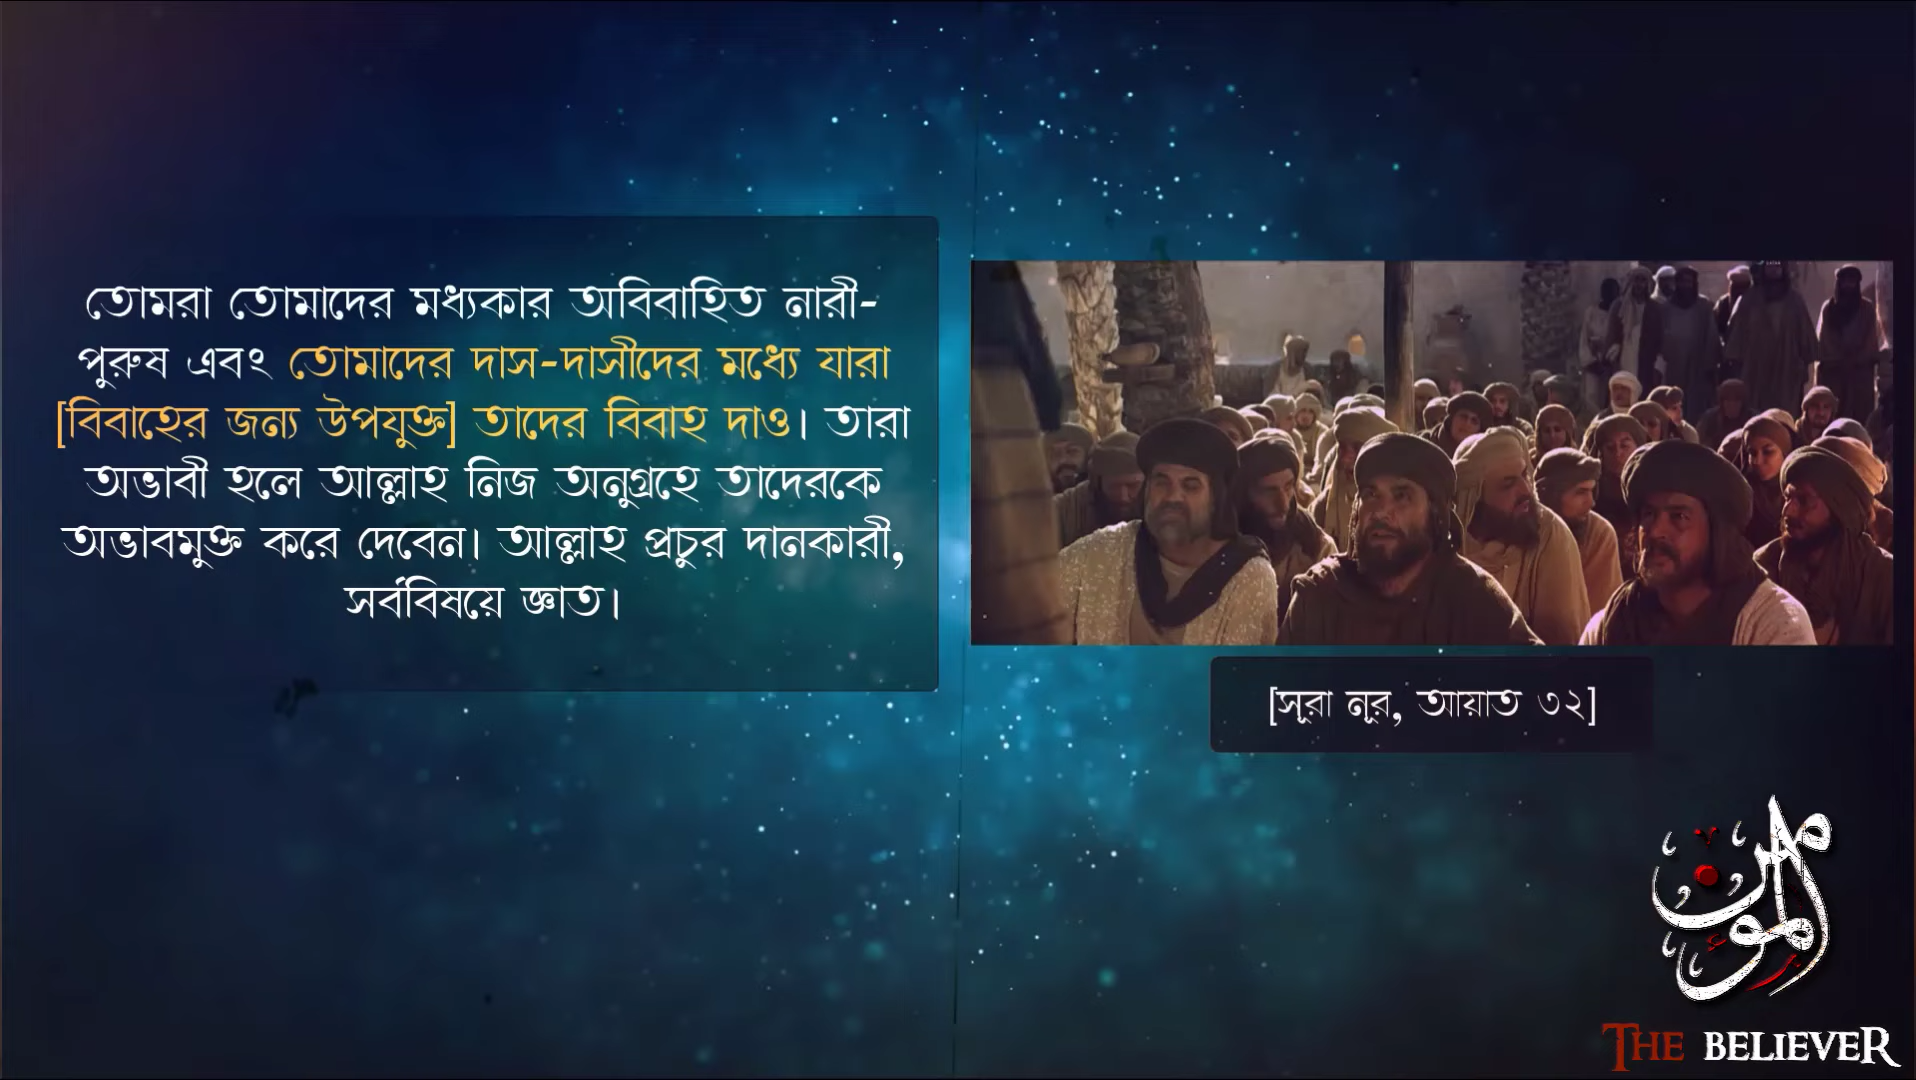 তোমরা তোমাদের মধ্যকার অবিবাহিত নারী-
পুরুষ এবং তোমাদের দাস-দাসীদের মধ্যে যারা
[বিবাহের জন্য উপযুক্ত] তাদের বিবাহ দাও। তারা
অভাবী হলে আল্লাহ নিজ অনুগ্রহে তাদেরকে
অভাবমুক্ত করে দেবেন। আল্লাহ প্রচুর দানকারী,
সর্ববিষয়ে জ্ঞাত।
[সূরা নূর, আয়াত ৩২]
المؤمن
THE BELIEVER